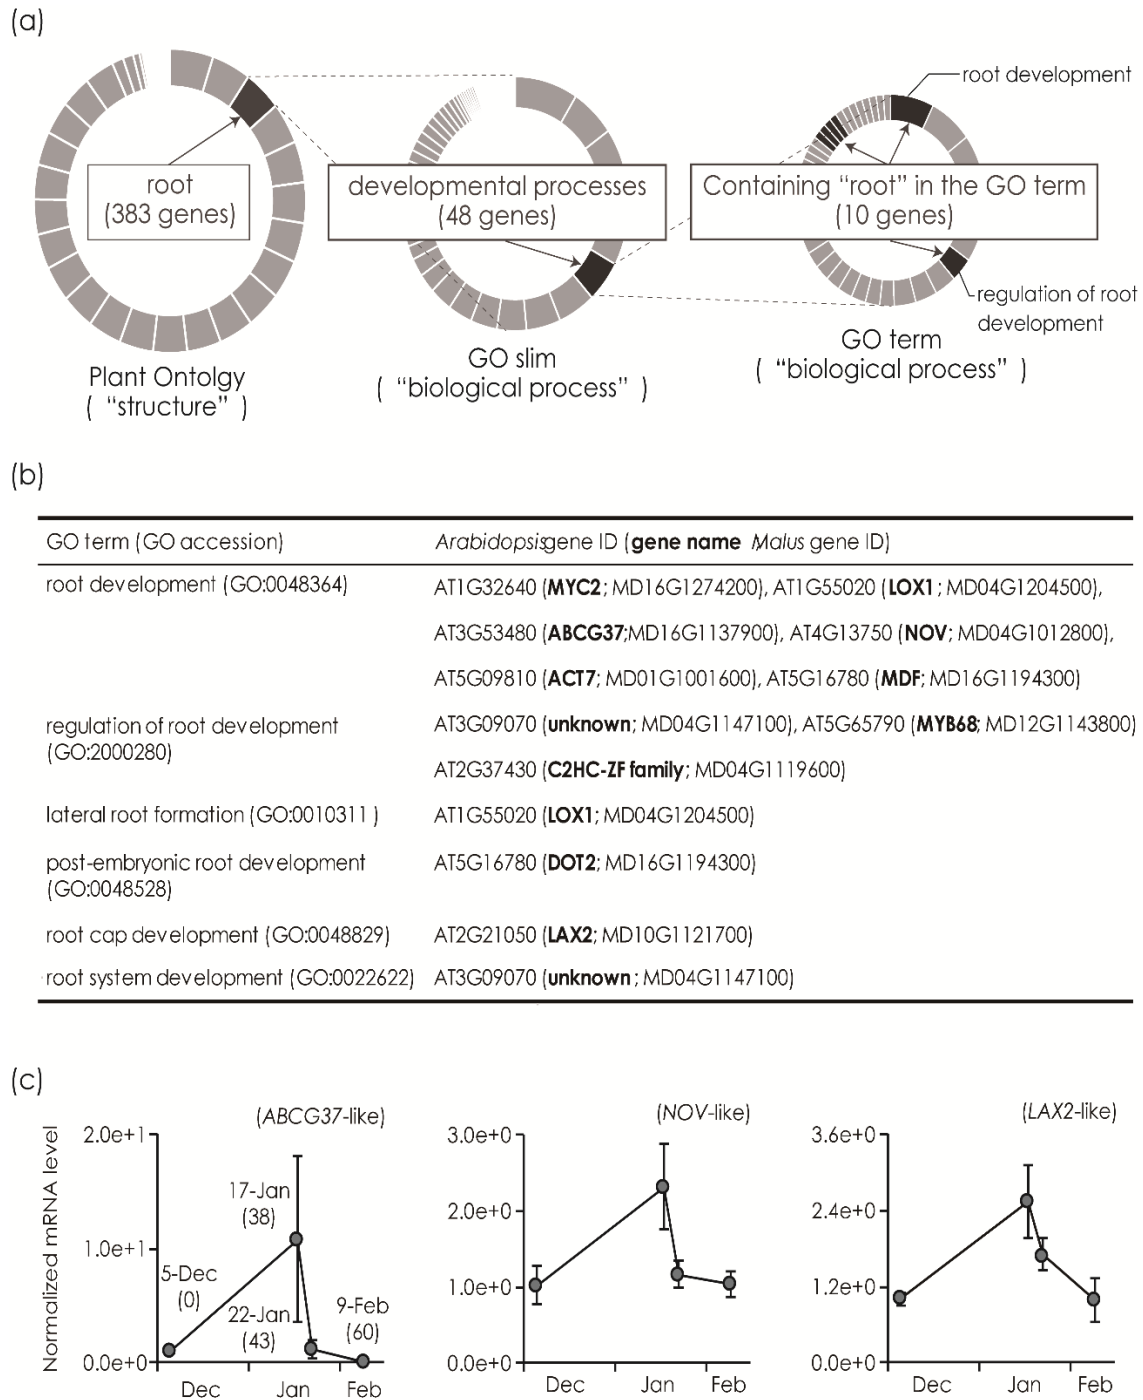 (a)
root development
root
(383 genes)
developmental processes
(48 genes)
Containing “root” in the GO term
(10 genes)
regulation of root
development
Plant Ontolgy
( “structure” )
GO slim
( “biological process” )
GO term
( “biological process” )
(b)
GO term (GO accession) Arabidopsis gene ID (gene name Malus gene ID)
root development (GO:0048364) AT1G32640 (MYC2; MD16G1274200), AT1G55020 (LOX1; MD04G1204500),
AT3G53480 (ABCG37;MD16G1137900), AT4G13750 (NOV; MD04G1012800),
AT5G09810 (ACT7; MD01G1001600), AT5G16780 (MDF; MD16G1194300)
regulation of root development AT3G09070 (unknown; MD04G1147100), AT5G65790 (MYB68; MD12G1143800)
(GO:2000280)
AT2G37430 (C2HC-ZF family; MD04G1119600)
lateral root formation (GO:0010311 ) AT1G55020 (LOX1; MD04G1204500)
post-embryonic root development AT5G16780 (DOT2; MD16G1194300)
(GO:0048528)
root cap development (GO:0048829) AT2G21050 (LAX2; MD10G1121700)
root system development (GO:0022622) AT3G09070 (unknown; MD04G1147100)
(c)
Normalized mRNA level
(ABCG37-like)
2.0e+1
1.0e+1
0.0e+0
5-Dec
(0)
17-Jan
(38)
22-Jan
(43)
9-Feb
(60)
Dec Jan Feb
(NOV-like)
3.0e+0
2.0e+0
1.0e+0
0.0e+0
Dec Jan Feb
(LAX2-like)
3.6e+0
2.4e+0
1.2e+0
0.0e+0
Dec Jan Feb